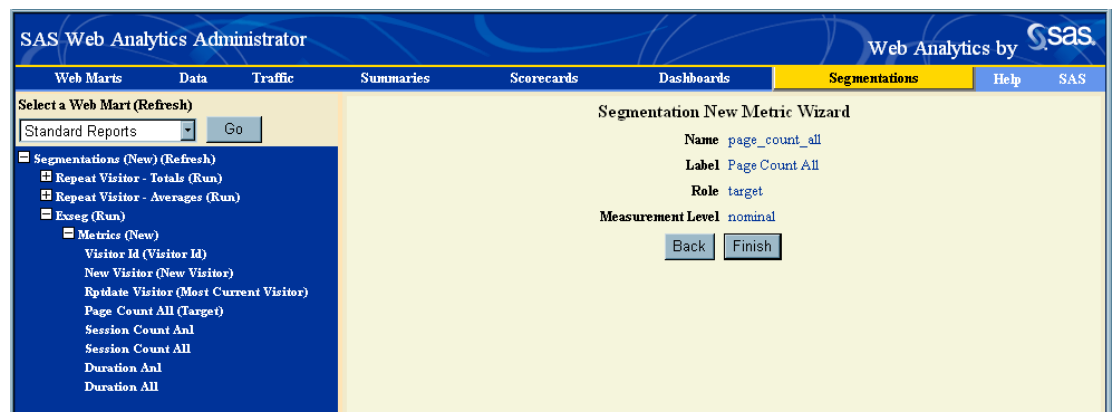 SAS Web Analytics Administrator
Web Analytics by sas.
Web Marts Data Traffic Summaries Scorecards Dashboards Segmentations Help SAS
Select a Web Mart (Refresh)
Standard Reports Go
Segmentations (New) (Refresh)
Repeat Visitor - Totals (Run)
Repeat Visitor - Averages (Run)
Exseg (Run)
Metrics (New)
Visitor Id (Visitor Id)
New Visitor (New Visitor)
Rptdate Visitor (Most Current Visitor)
Page Count All (Target)
Session Count Anl
Session Count All
Duration Anl
Duration All
Segmentation New Metric Wizard
Name page_count_all
Label Page Count All
Role target
Measurement Level nominal
Back Finish